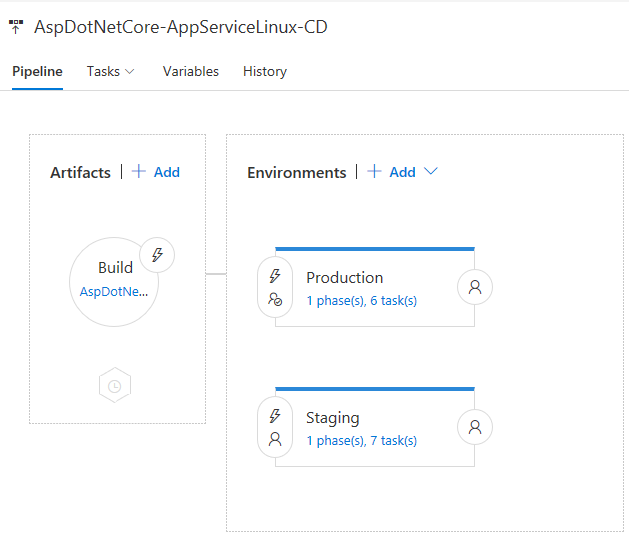 AspDotNetCore-AppServiceLinux-CD
Pipeline Tasks Variables History
Artifacts | + Add
Environments | + Add
Build
AspDotNe...
Production
1 phase(s), 6 task(s)
Staging
1 phase(s), 7 task(s)